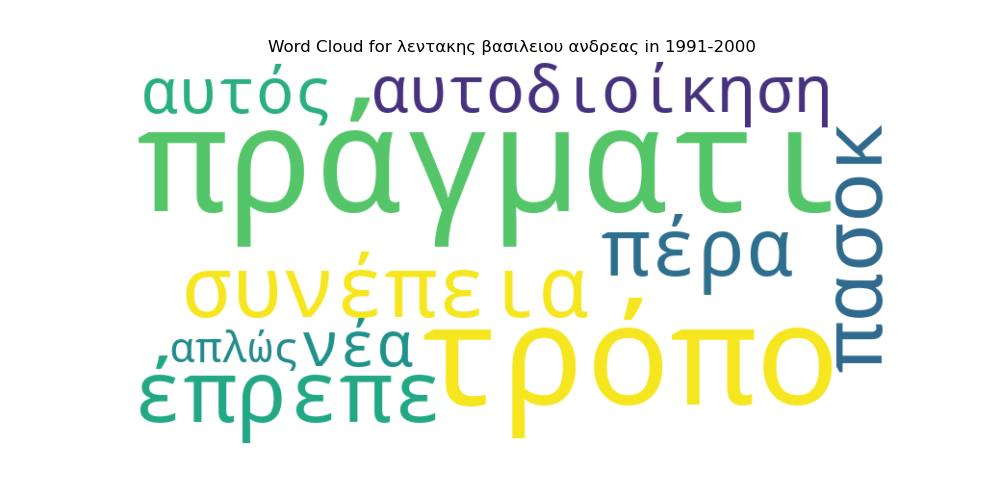 Word Cloud for λεντακης βασιλειου ανδρεας in 1991-2000
αυτός
αυτοδιοίκηση
πράγματι
πασοκ
πέρα
συνέπεια
απλώς
νέα
τρόπο
έπρεπε